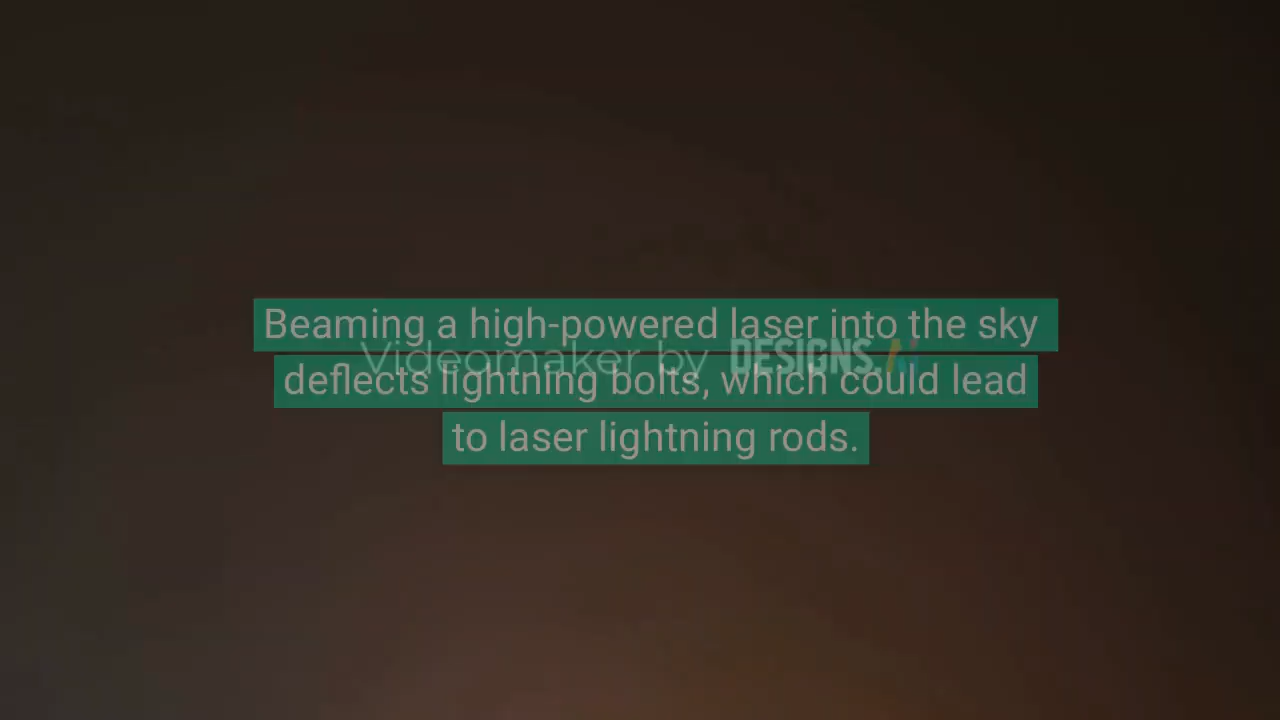 Beaming a high-powered laser into the sky
Videomaker by DESIGNS.AI
deflects lightning bolts, which could lead
to laser lightning rods.